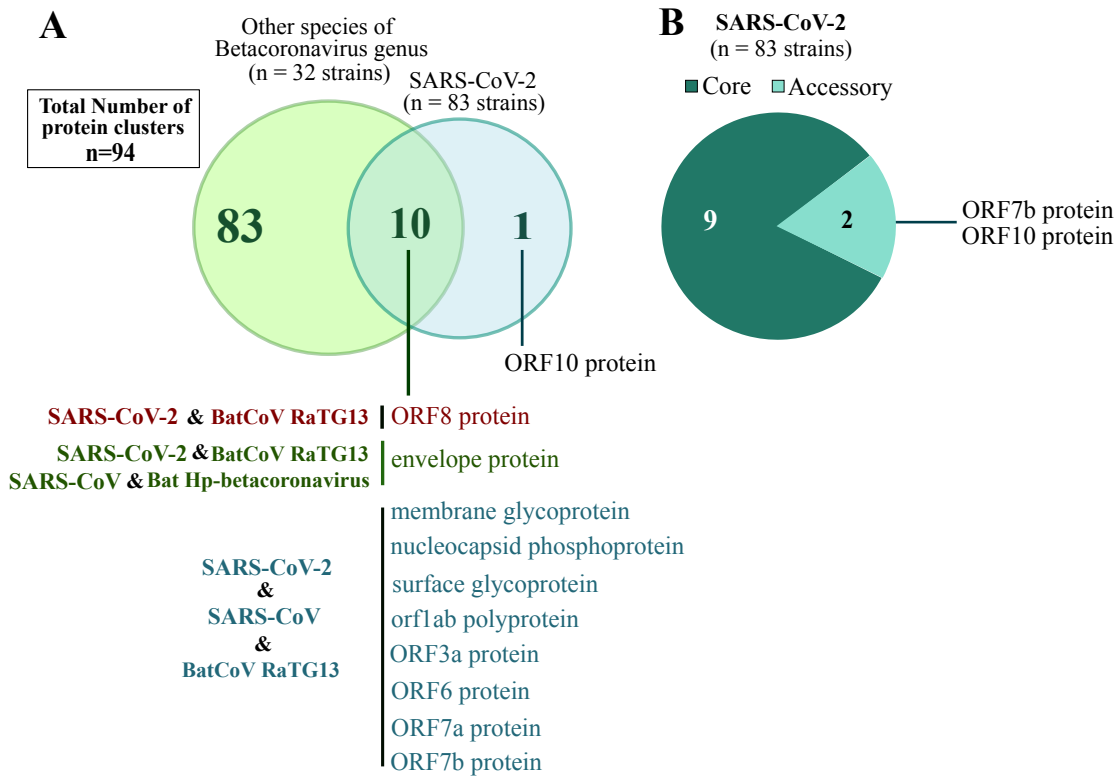 A
Other species of
Betacoronavirus genus
(n = 32 strains)
SARS-CoV-2
(n = 83 strains)
Total Number of
protein clusters
n=94
83
10
1
ORF10 protein
SARS-CoV-2 & BatCoV RaTG13
ORF8 protein
SARS-CoV-2 &BatCoV RaTG13
SARS-CoV & Bat Hp-betacoronavirus
envelope protein
SARS-CoV-2
&
SARS-CoV
&
BatCoV RaTG13
membrane glycoprotein
nucleocapsid phosphoprotein
surface glycoprotein
orf1ab polyprotein
ORF3a protein
ORF6 protein
ORF7a protein
ORF7b protein
B
SARS-CoV-2
(n = 83 strains)
Core Accessory
9
2
ORF7b protein
ORF10 protein